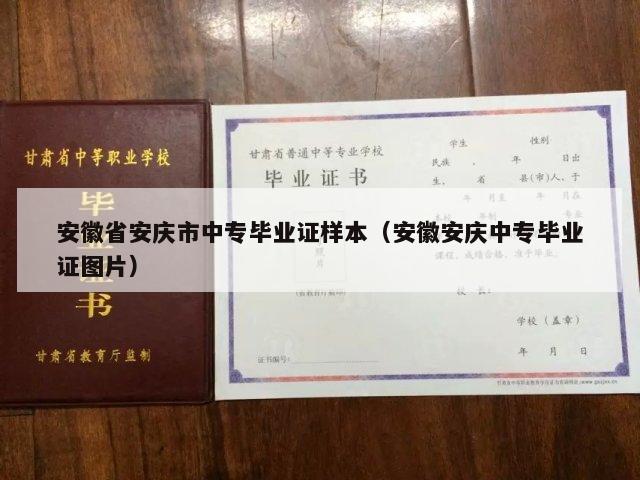 甘肃省中等职业学校
毕
书
甘肃省教育厅监制
甘肃省普通中等专业学校
毕业证书
学生 性别
民族 , 年 日出
生、 省 县(市)人、于
年 月至 年 月在
安徽省安庆市中专毕业证样本（安徽安庆中专毕业
证图片）
课程，成绩合格，准予毕业。
片
校 长：
学校（盖章）
年 月 日
证书编号：